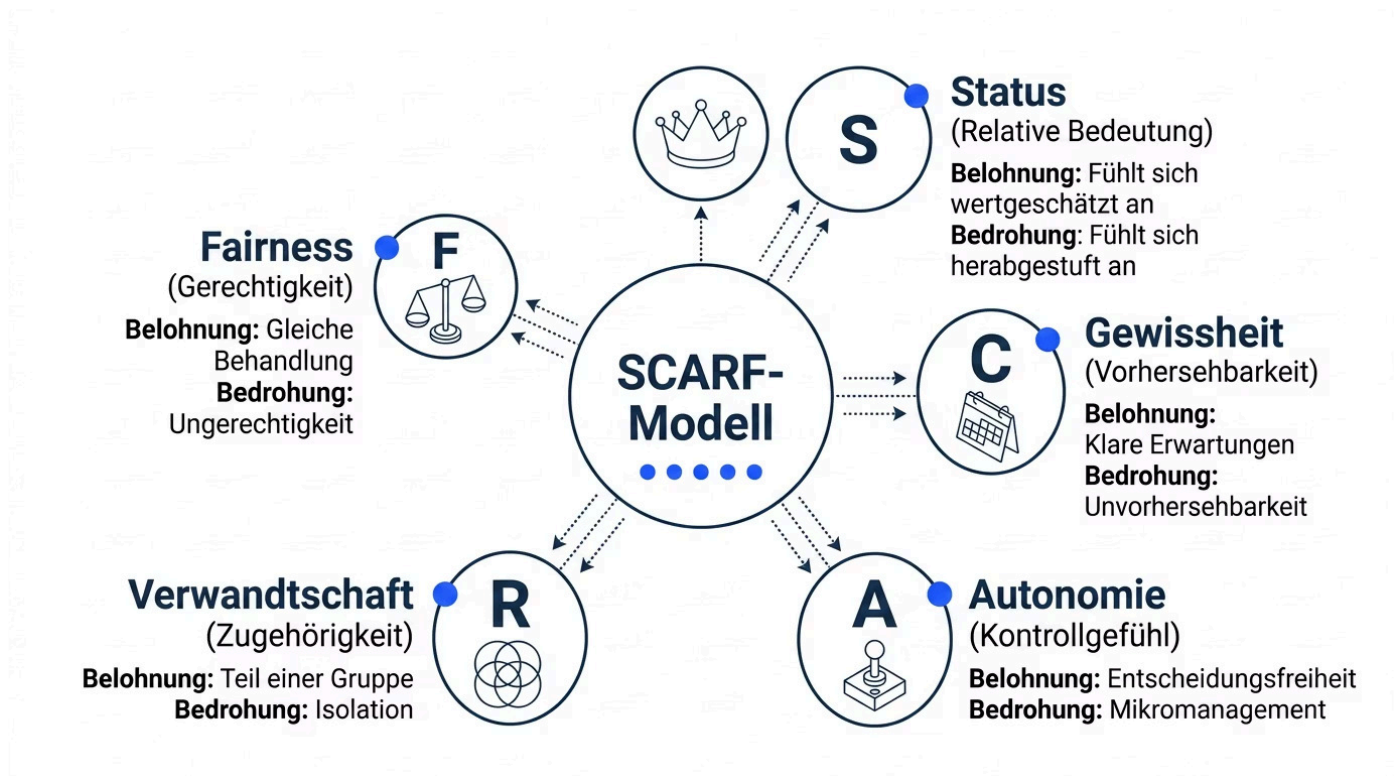 S
Status
(Relative Bedeutung)
Belohnung: Fühlt sich
wertgeschätzt an
Bedrohung: Fühlt sich
herabgestuft an
Fairness
(Gerechtigkeit)
Belohnung: Gleiche
Behandlung
Bedrohung:
Ungerechtigkeit
F
SCARF-
Modell
C
Gewissheit
(Vorhersehbarkeit)
Belohnung:
Klare Erwartungen
Bedrohung:
Unvorhersehbarkeit
Verwandtschaft
(Zugehörigkeit)
Belohnung: Teil einer Gruppe
Bedrohung: Isolation
R
A
Autonomie
(Kontrollgefühl)
Belohnung: Entscheidungsfreiheit
Bedrohung: Mikromanagement